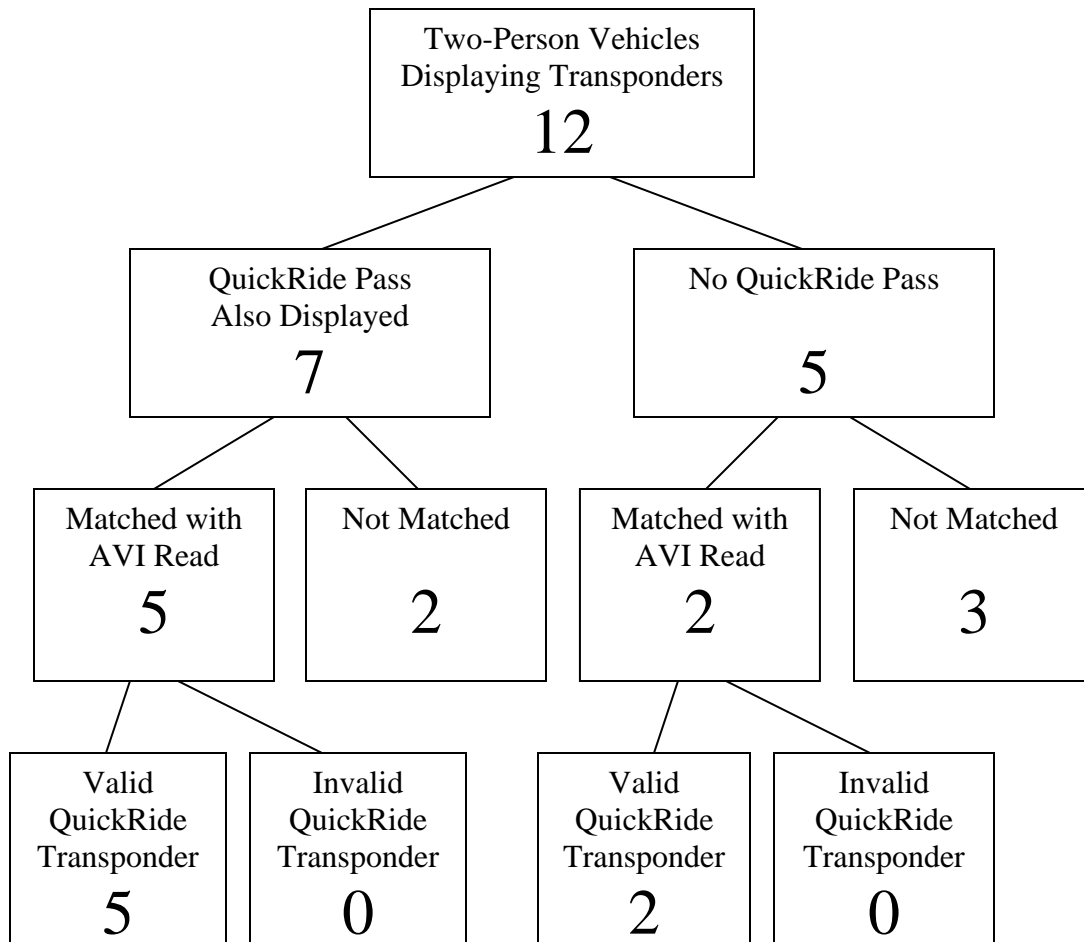 Two-Person Vehicles
Displaying Transponders
12
QuickRide Pass
Also Displayed
7
No QuickRide Pass
5
Matched with
AVI Read
5
Not Matched
2
Matched with
AVI Read
2
Not Matched
3
Valid
QuickRide
Transponder
5
Invalid
QuickRide
Transponder
0
Valid
QuickRide
Transponder
2
Invalid
QuickRide
Transponder
0